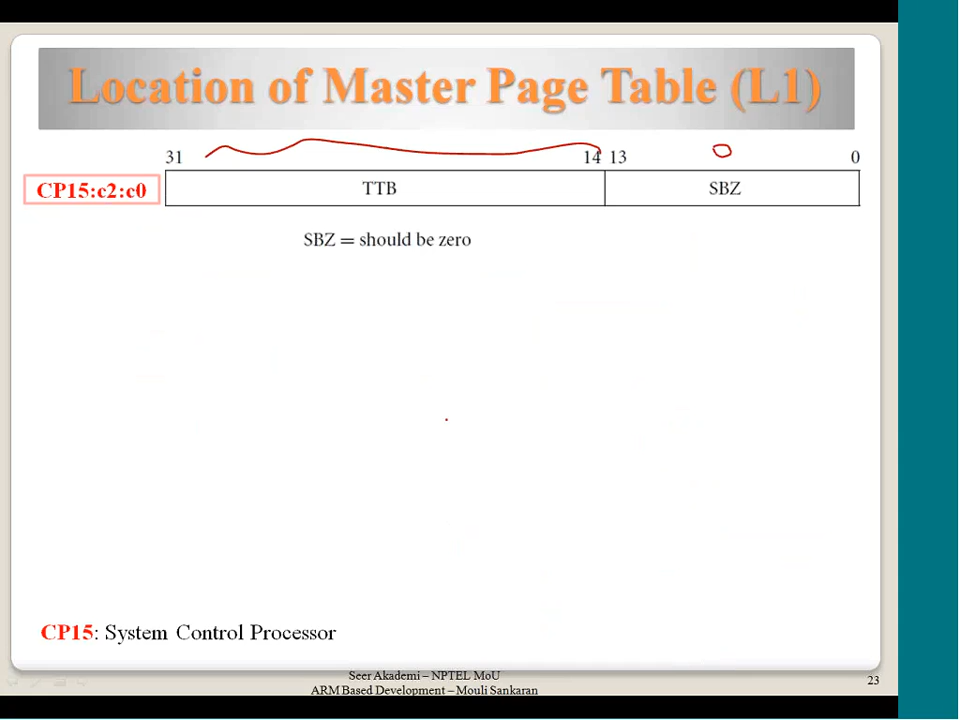 Location of Master Page Table (L1)
31 14 13 0
CP15:c2:c0 TTB SBZ
SBZ = should be zero
CP15: System Control Processor
Seer Akademi – NPTEL MoU
ARM Based Development – Mouli Sankaran
23